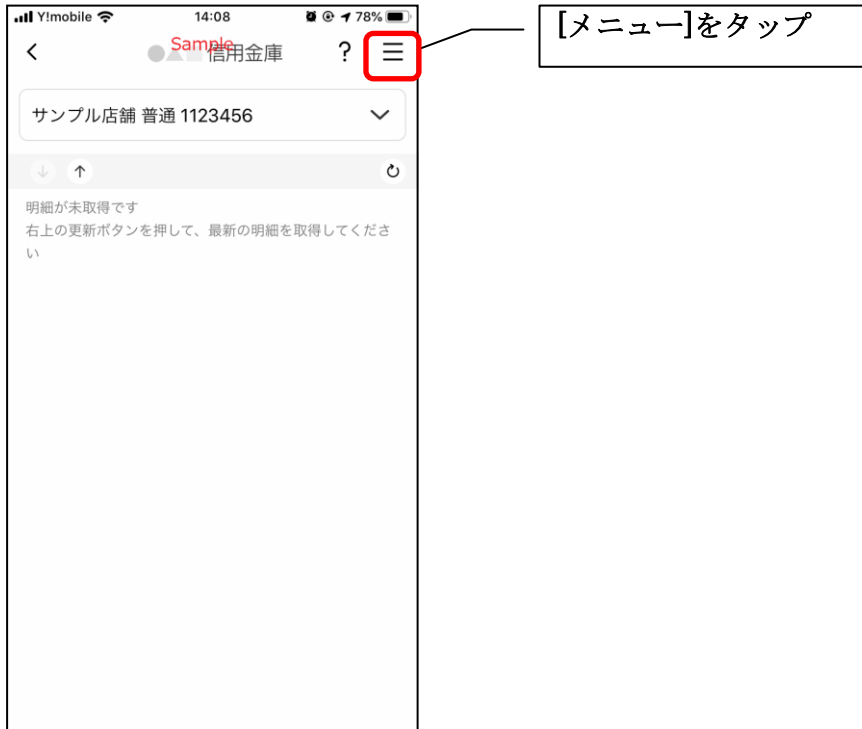 Y!mobile 14:08 78%
Sample
●▲■信用金庫 ?
[メニュー]をタップ
サンプル店舗 普通 1123456
明細が未取得です
右上の更新ボタンを押して、最新の明細を取得してくださ
い